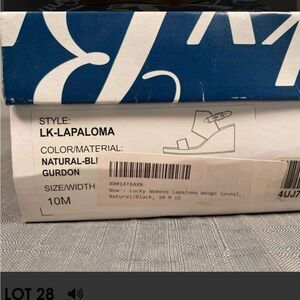 STYLE:
LK-LAPALOMA
COLOR/MATERIAL:
NATURAL-BL
GURDON
SIZE/WIDTH
10M
X001ATGAXN
New - Lucky Womens Lapaloma Wedge Sandal,
Natural/Black, 10 M US
4UJ7
LOT 28